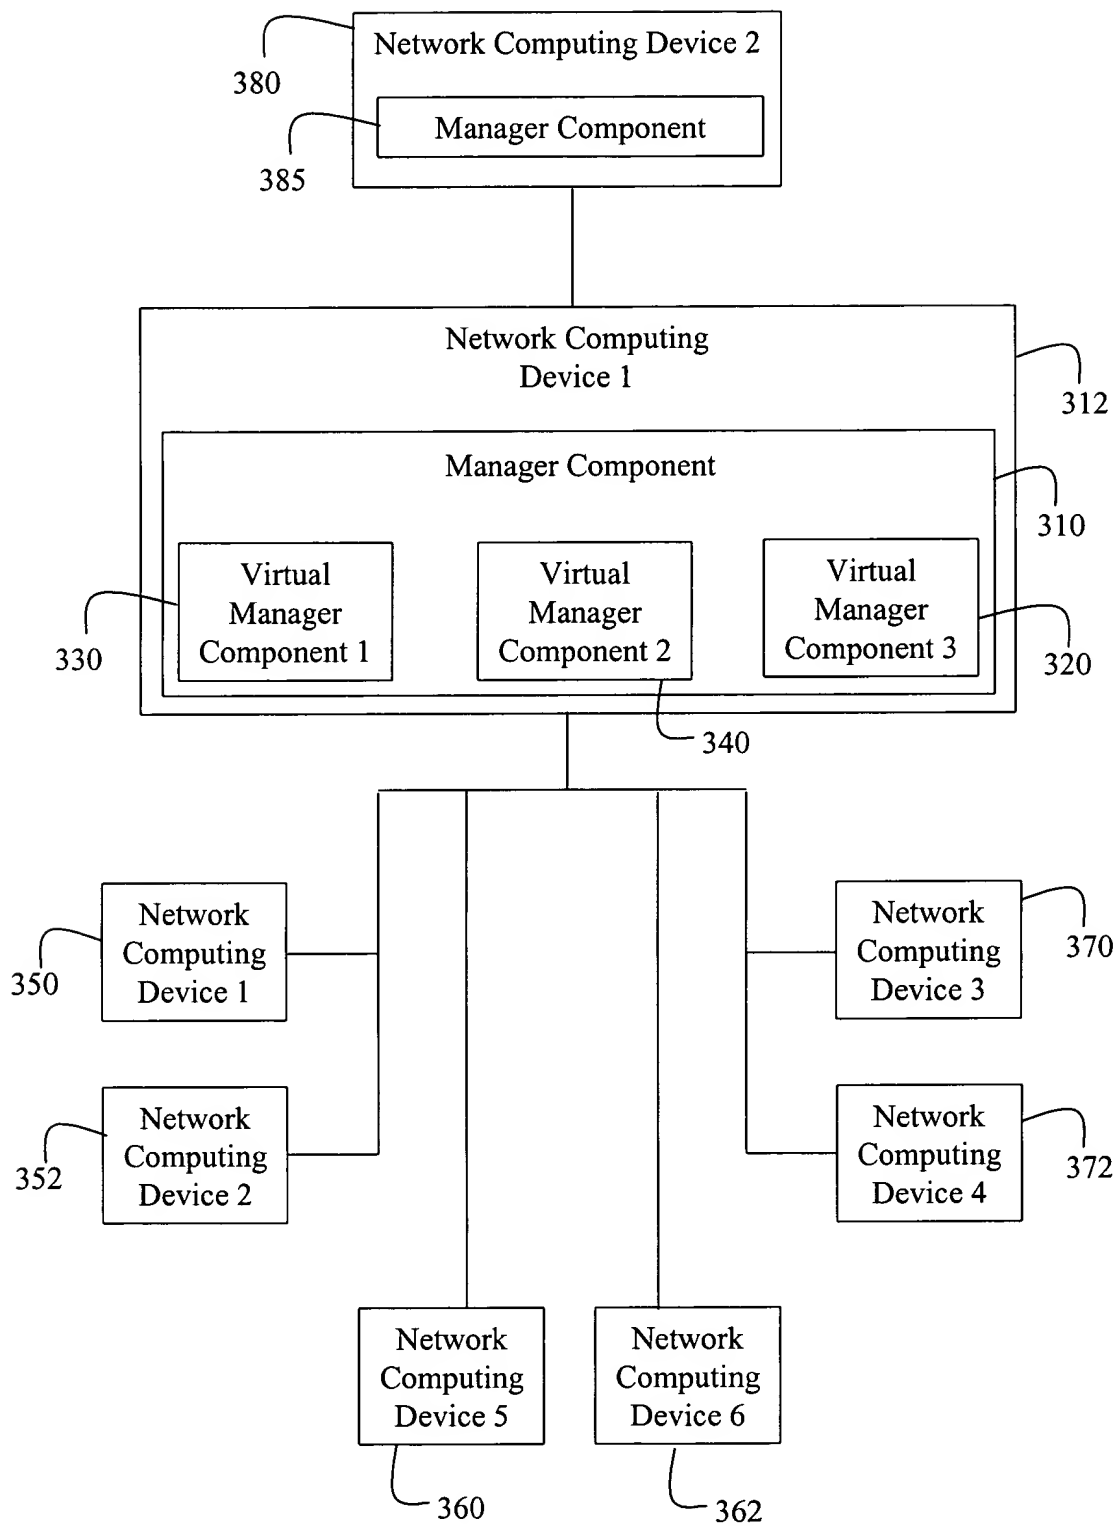 Network Computing Device 2
380
Manager Component
385
Network Computing
Device 1
312
Manager Component
310
Virtual
Manager
Component 1
330
Virtual
Manager
Component 2
340
Virtual
Manager
Component 3
320
Network
Computing
Device 1
350
Network
Computing
Device 3
370
Network
Computing
Device 2
352
Network
Computing
Device 4
372
Network
Computing
Device 5
360
Network
Computing
Device 6
362